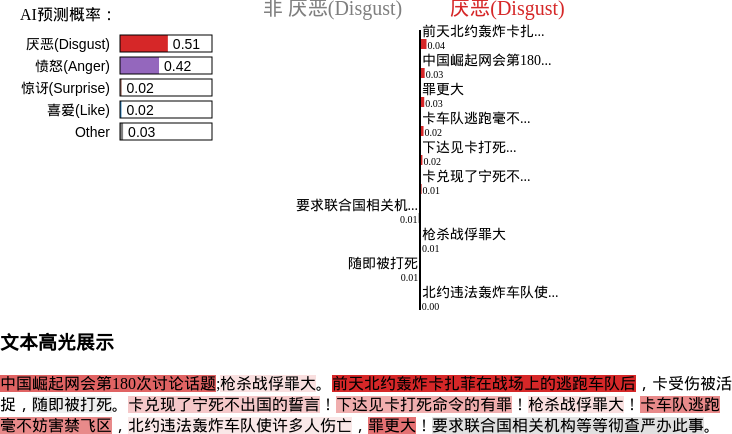 AI预测概率：
厌恶(Disgust) 0.51
愤怒(Anger) 0.42
惊讶(Surprise) 0.02
喜爱(Like) 0.02
Other 0.03
非 厌恶(Disgust) 厌恶(Disgust)
前天北约轰炸卡扎...
0.04
中国崛起网会第180...
0.03
罪更大
0.03
卡车队逃跑毫不...
0.02
下达见卡打死...
0.02
卡兑现了宁死不...
0.01
要求联合国相关机...
0.01
枪杀战俘罪大
0.01
随即被打死
0.01
北约违法轰炸车队使...
0.00
文本高光展示
中国崛起网会第180次讨论话题;枪杀战俘罪大。前天北约轰炸卡扎菲在战场上的逃跑车队后，卡受伤被活
捉，随即被打死。卡兑现了宁死不出国的誓言！下达见卡打死命令的有罪！枪杀战俘罪大！卡车队逃跑
毫不妨害禁飞区，北约违法轰炸车队使许多人伤亡，罪更大！要求联合国相关机构等等彻查严办此事。